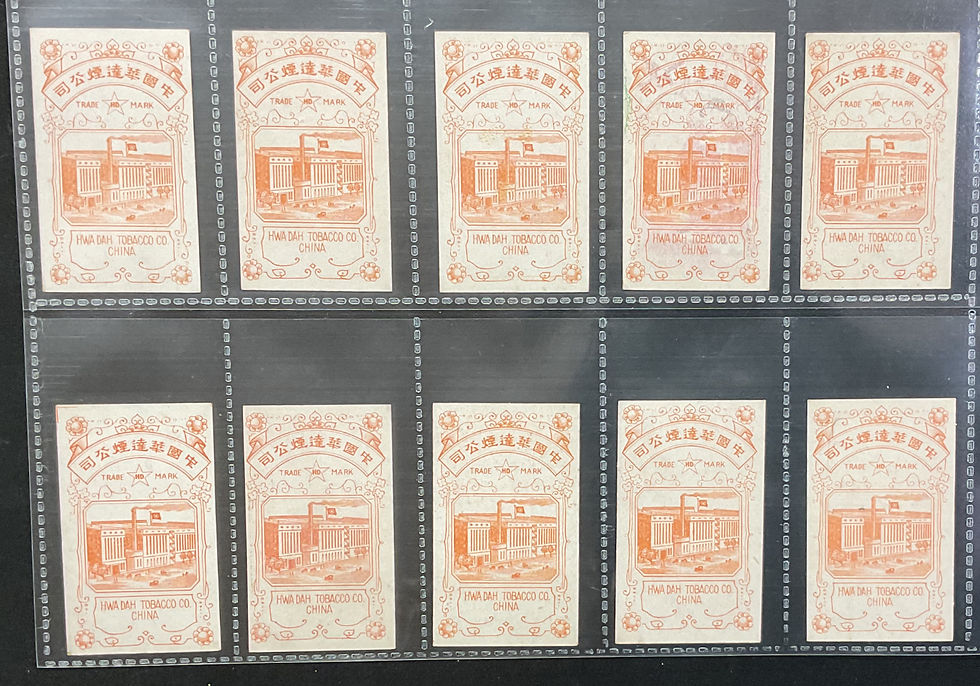 中國華達煙公司
TRADE HD MARK
HWA DAH TOBACCO CO.
CHINA
中國華達煙公司
TRADE HD MARK
HWA DAH TOBACCO CO.
CHINA
中國華達煙公司
TRADE HD MARK
HWA DAH TOBACCO CO.
CHINA
中國華達煙公司
TRADE HD MARK
HWA DAH TOBACCO CO.
CHINA
中國華達煙公司
TRADE HD MARK
HWA DAH TOBACCO CO.
CHINA
中國華達煙公司
TRADE HD MARK
HWA DAH TOBACCO CO.
CHINA
中國華達煙公司
TRADE HD MARK
HWA DAH TOBACCO CO.
CHINA
中國華達煙公司
TRADE HD MARK
HWA DAH TOBACCO CO.
CHINA
中國華達煙公司
TRADE HD MARK
HWA DAH TOBACCO CO.
CHINA
中國華達煙公司
TRADE HD MARK
HWA DAH TOBACCO CO.
CHINA